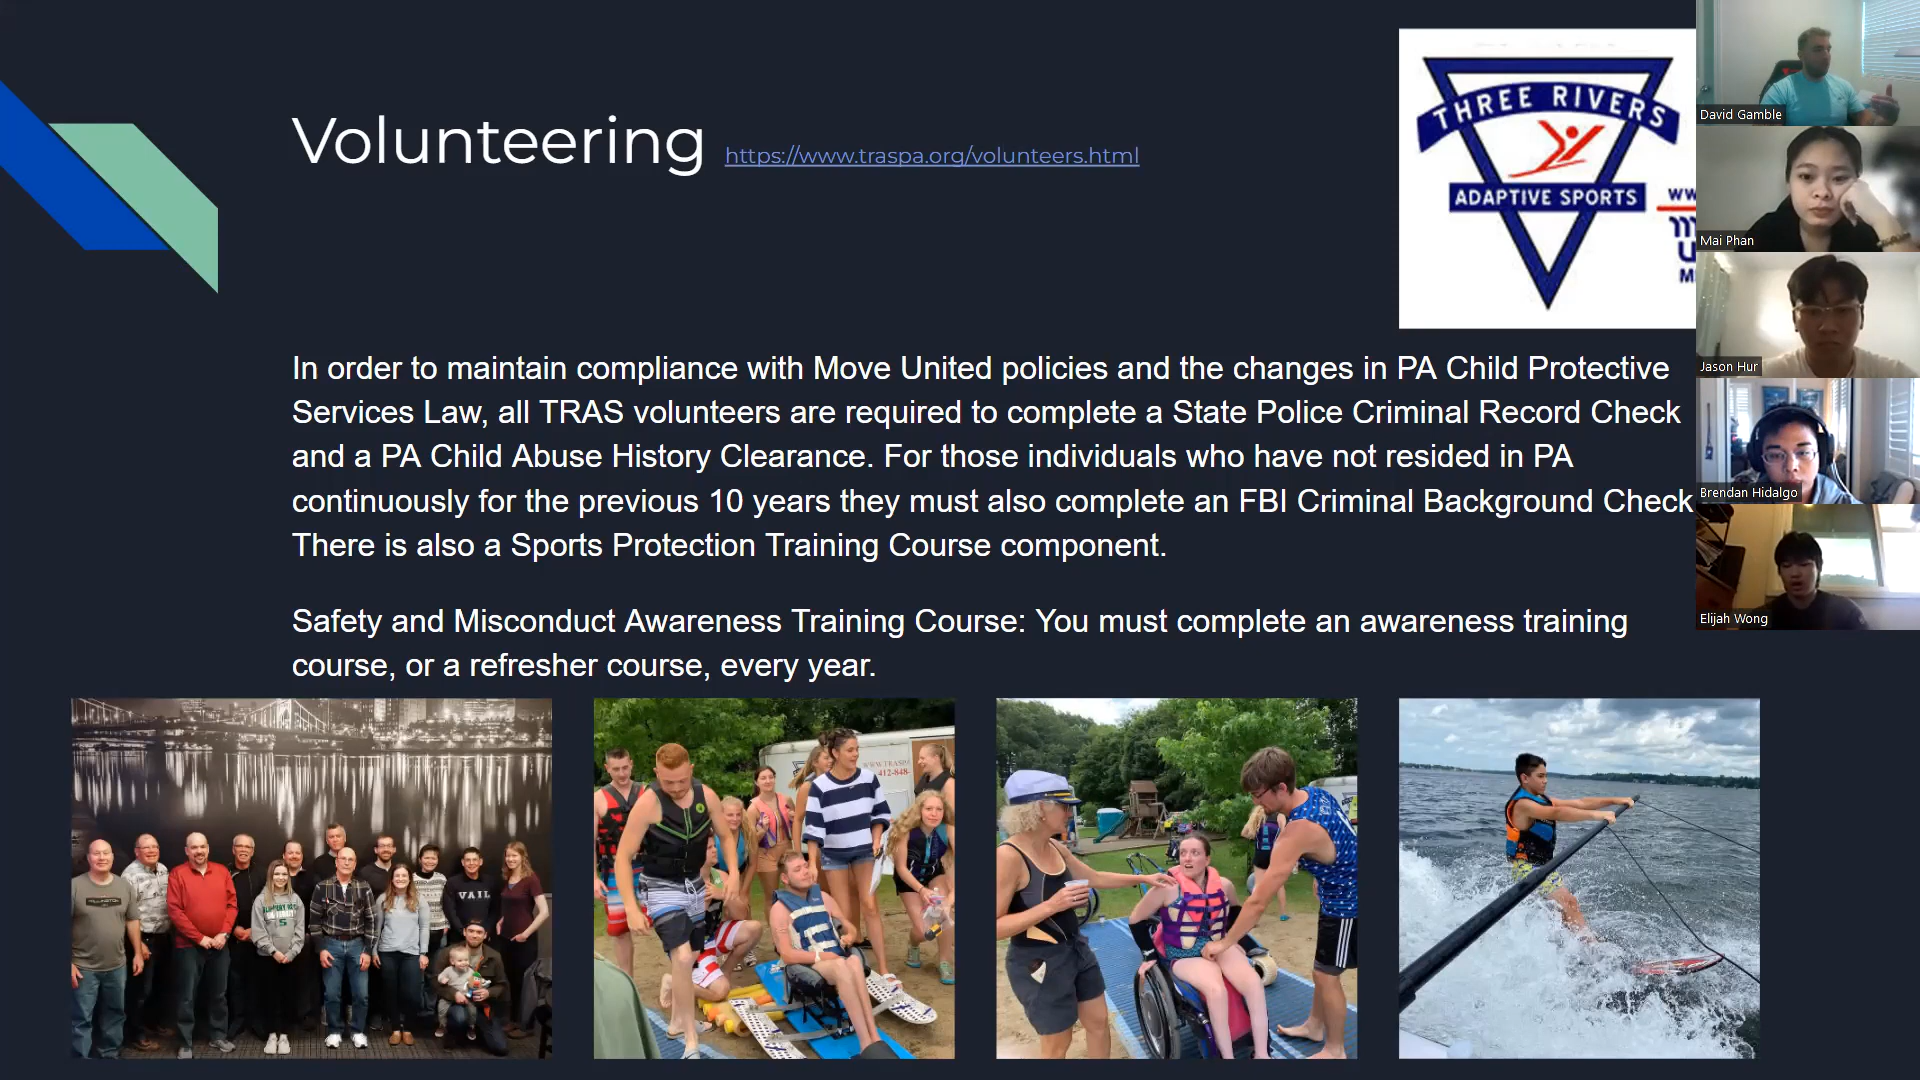 Volunteering https://www.traspa.org/volunteers.html
THREE RIVERS
ADAPTIVE SPORTS
In order to maintain compliance with Move United policies and the changes in PA Child Protective
Services Law, all TRAS volunteers are required to complete a State Police Criminal Record Check
and a PA Child Abuse History Clearance. For those individuals who have not resided in PA
continuously for the previous 10 years they must also complete an FBI Criminal Background Check
There is also a Sports Protection Training Course component.
Safety and Misconduct Awareness Training Course: You must complete an awareness training
course, or a refresher course, every year.
David Gamble
Mai Phan
Jason Hur
Brendan Hidalgo
Elijah Wong
VAIL
WWW.TRASPA
412-848-